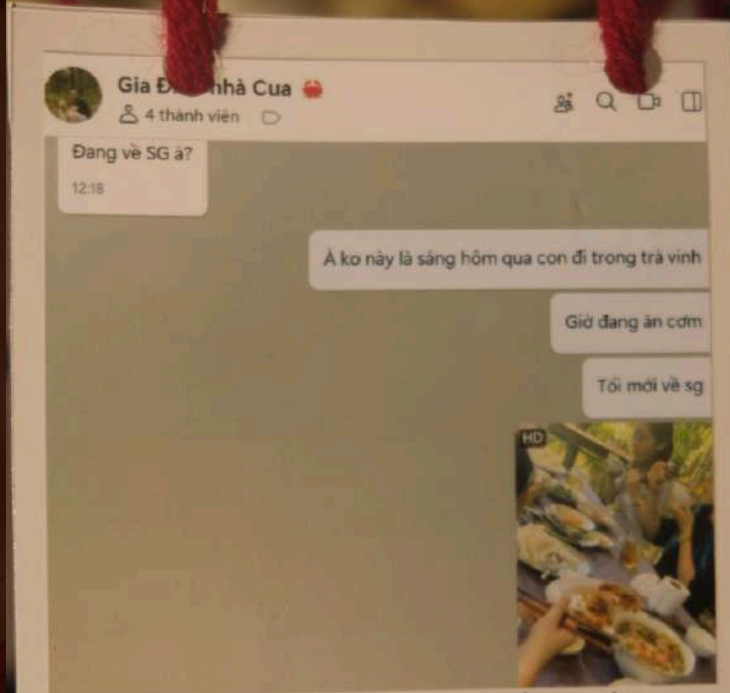 Gia Đ nhà Cua
4 thành viên
Đang về SG à?
12:18
À ko này là sáng hôm qua con đi trong trà vinh
Giờ đang ăn cơm
Tối mới về sg
HD